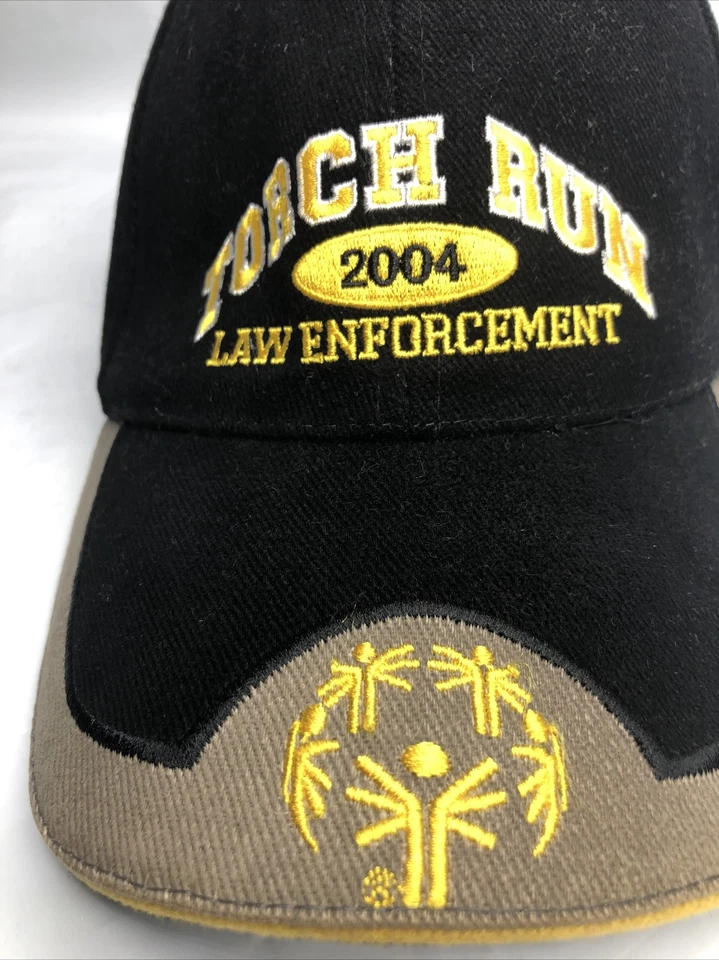 TORCH RUN
2004
LAW ENFORCEMENT